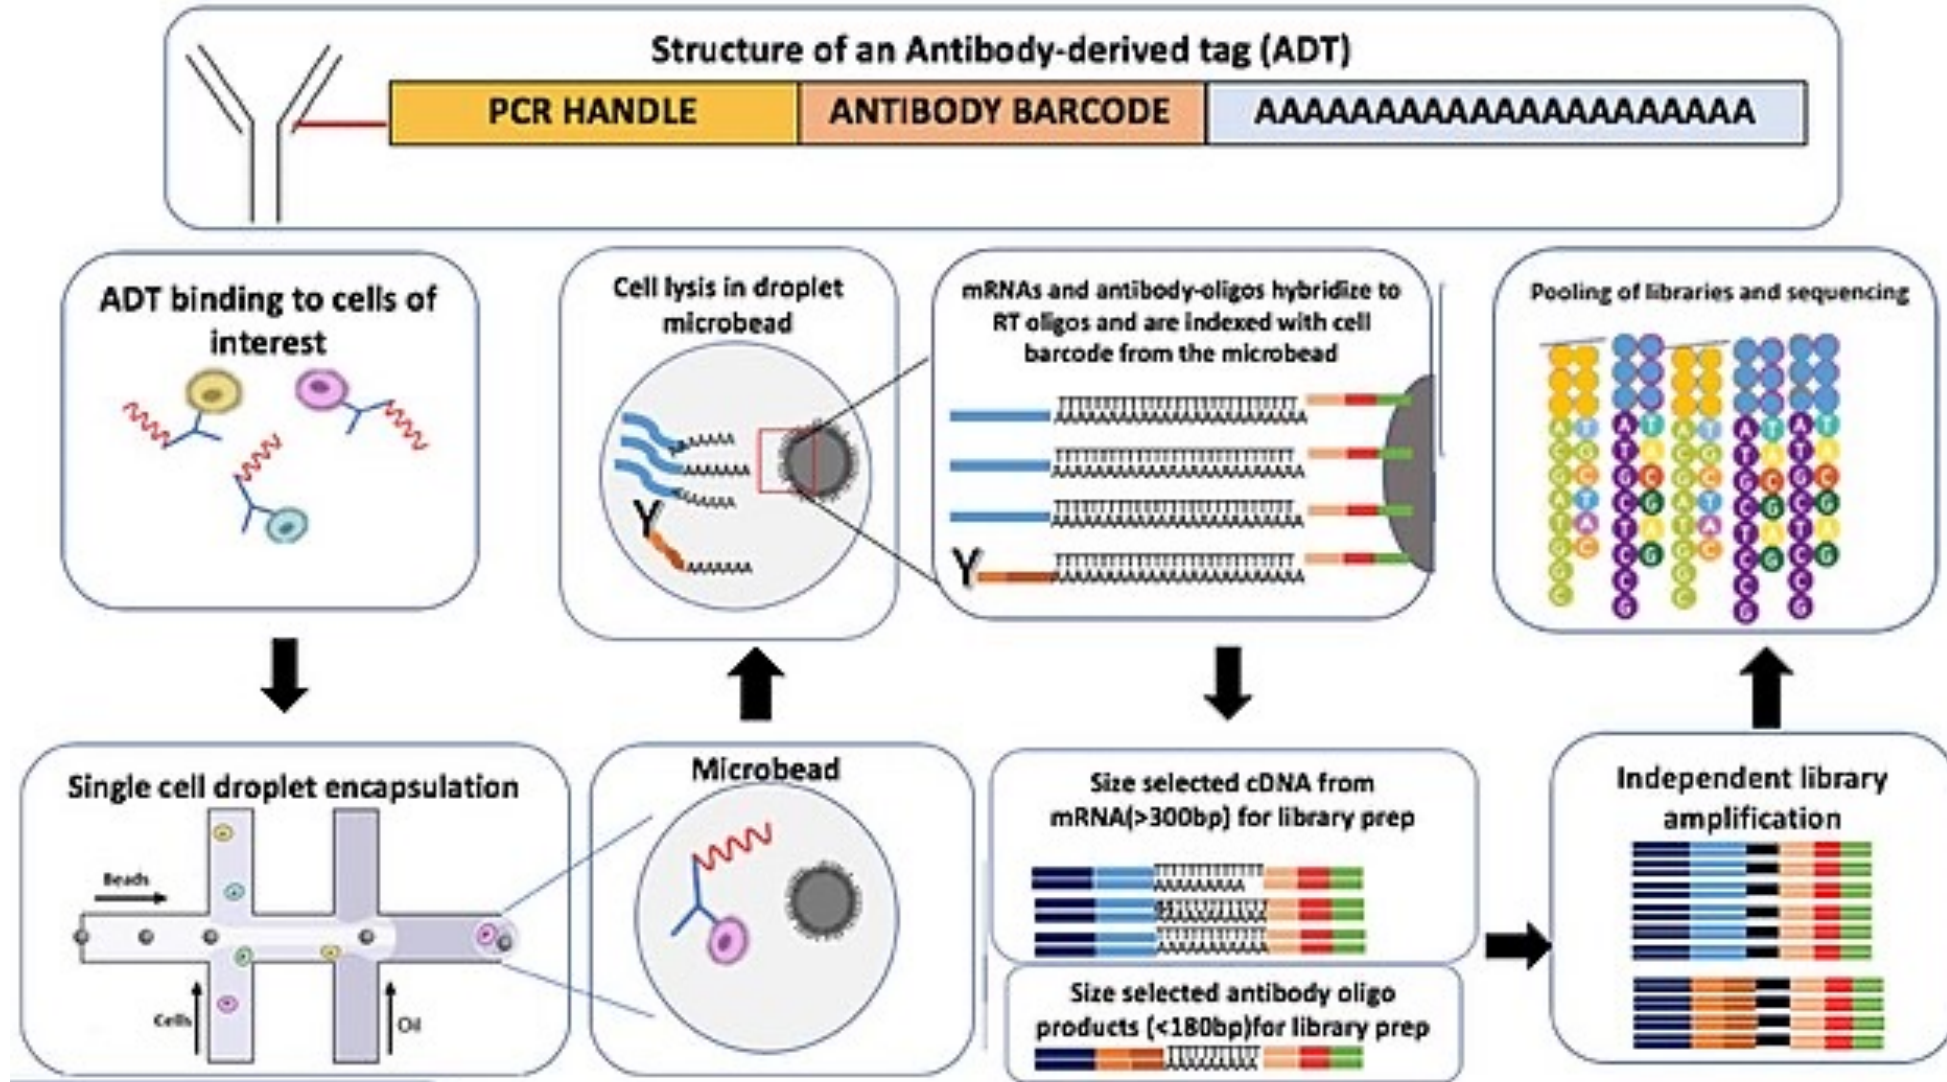 Structure of an Antibody-derived tag (ADT)
PCR HANDLE
ANTIBODY BARCODE
AAAAAAAAAAAAAAAAAAAAA
ADT binding to cells of
interest
Cell lysis in droplet
microbead
mRNAs and antibody-oligos hybridize to
RT oligos and are indexed with cell
barcode from the microbead
Pooling of libraries and sequencing
Single cell droplet encapsulation
Beads
Cells
Oil
Microbead
Size selected cDNA from
mRNA(>300bp) for library prep
Size selected antibody oligo
products (<180bp)for library prep
Independent library
amplification